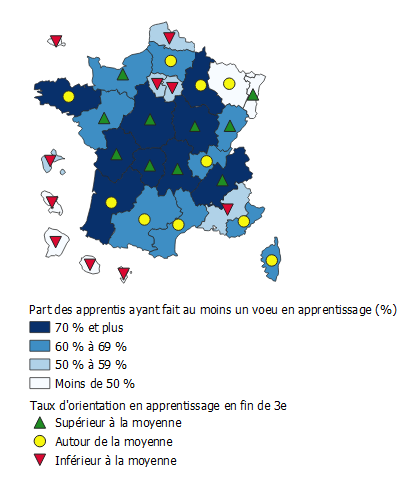 Part des apprentis ayant fait au moins un voeu en apprentissage (%)
70 % et plus
60 % à 69 %
50 % à 59 %
Moins de 50 %
Taux d'orientation en apprentissage en fin de 3e
Supérieur à la moyenne
Autour de la moyenne
Inférieur à la moyenne